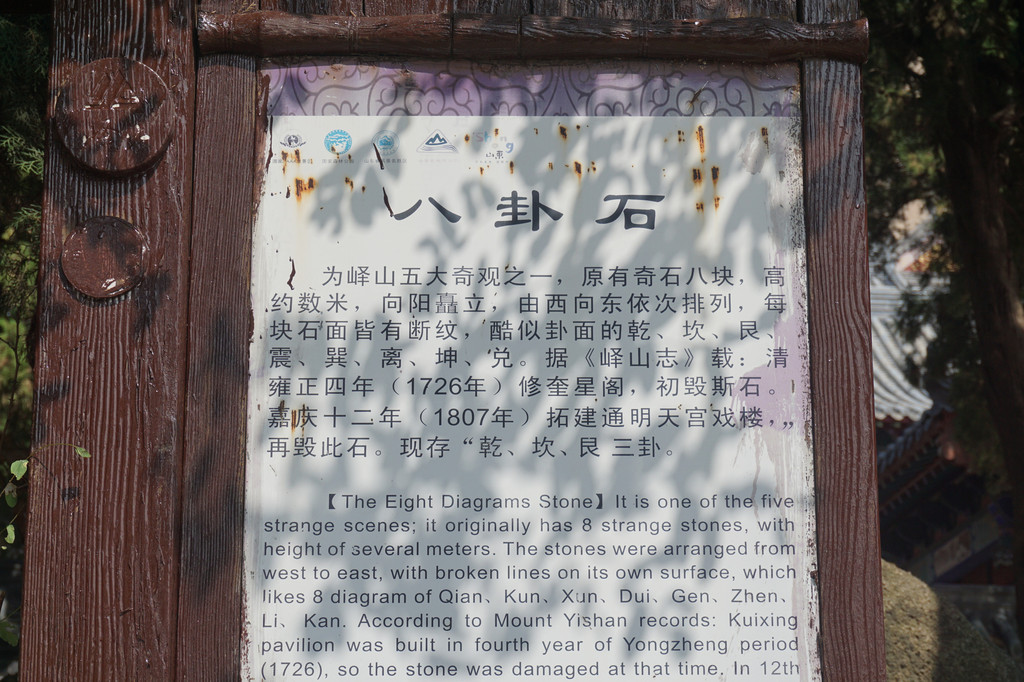 八卦石
为峄山五大奇观之一，原有奇石八块，高
约数米，向阳矗立，由西向东依次排列，每
块石面皆有断纹，酷似卦面的乾、坎、艮、
震、巽、离、坤、兑。据《峄山志》载：清
雍正四年（1726年）修奎星阁，初毁斯石。
嘉庆十二年（1807年）拓建通明天宫戏楼，”
再毁此石。现存“乾、坎、艮 三卦。
【The Eight Diagrams Stone】It is one of the five
strange scenes; it originally has 8 strange stones, with
height of several meters. The stones were arranged from
west to east, with broken lines on its own surface, which
likes 8 diagram of Qian、Kun、Xun、Dui、Gen、Zhen、
Li、Kan. According to Mount Yishan records: Kuixing
pavilion was built in fourth year of Yongzheng period
(1726), so the stone was damaged at that time. In 12th